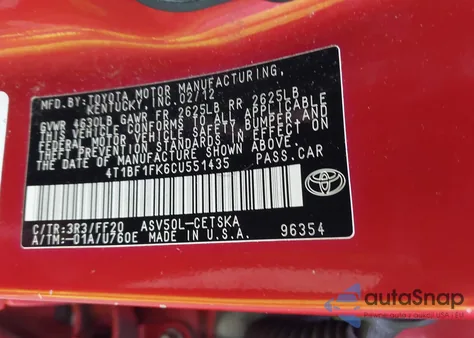 MFD. BY: TOYOTA MOTOR MANUFACTURING,
KENTUCKY, INC. 02/12
GVWR 4630LB GAWR FR 2625LB RR 2625LB
THIS VEHICLE CONFORMS TO ALL APPLICABLE
FEDERAL MOTOR VEHICLE SAFETY, BUMPER, AND
THEFT PREVENTION STANDARDS IN EFFECT ON
THE DATE OF MANUFACTURE SHOWN ABOVE.
4T1BF1FK6CU551435 PASS.CAR
C/TR:3R3/FF20 ASV50L-CETSKA
A/TM:-01A/U760E MADE IN U.S.A. 96354
autoSnap